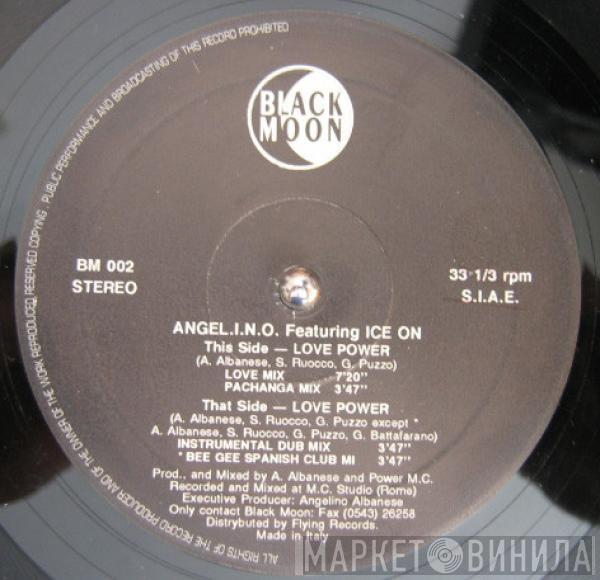 ALL RIGHTS OF THE RECORD PRODUCER AND OF THE OWNER OF THE WORK REPRODUCED RESERVED COPYING . PUBLIC PERFORMANCE AND BROADCASTING OF THIS RECORD PROHIBITED
BLACK
MOON
BM 002
STEREO
33 1/3 rpm
S.I.A.E.
ANGEL.I.N.O. Featuring ICE ON
This Side — LOVE POWER
(A. Albanese, S. Ruocco, G. Puzzo)
LOVE MIX 7'20"
PACHANGA MIX 3'47"
That Side — LOVE POWER
(A. Albanese, S. Ruocco, G. Puzzo except *
A. Albanese, S. Ruocco, G. Puzzo, G. Battafarano)
INSTRUMENTAL DUB MIX 3'47"
* BEE GEE SPANISH CLUB MI 3'47"
Prod., and Mixed by A. Albanese and Power M.C.
Recorded and Mixed at M.C. Studio (Rome)
Executive Producer: Angelino Albanese
Only contact Black Moon: Fax (0543) 26258
Distrybuted by Flying Records.
Made in Italy
МАРКЕТ ВИНИЛА